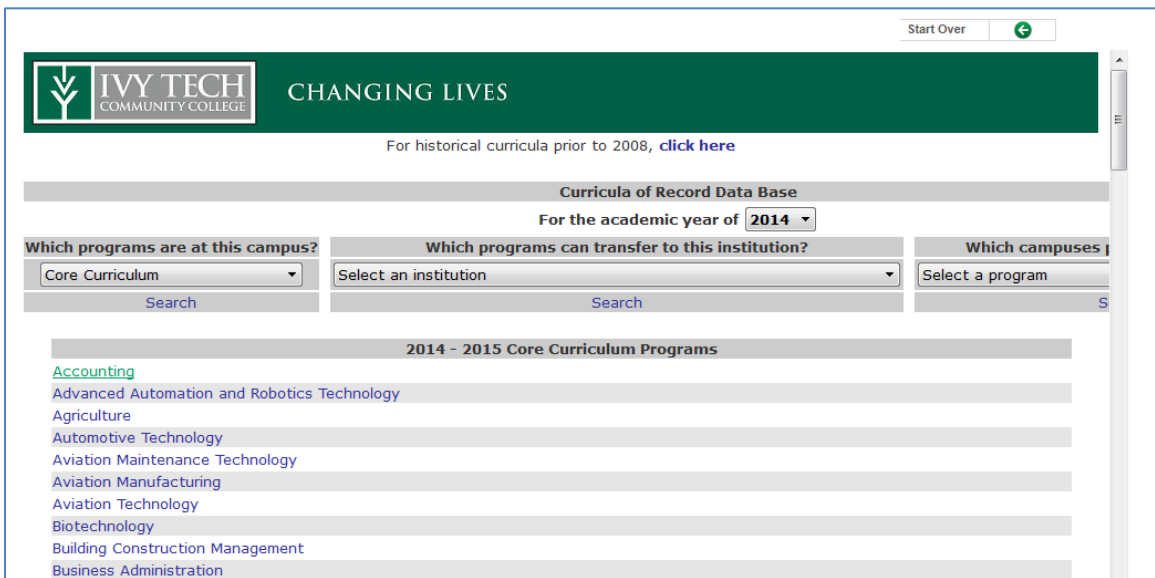 Start Over
IVY TECH
COMMUNITY COLLEGE
CHANGING LIVES
For historical curricula prior to 2008, click here
Curricula of Record Data Base
For the academic year of 2014
Which programs are at this campus? Which programs can transfer to this institution? Which campuses
Core Curriculum Select an institution Select a program
Search Search
2014 - 2015 Core Curriculum Programs
Accounting
Advanced Automation and Robotics Technology
Agriculture
Automotive Technology
Aviation Maintenance Technology
Aviation Manufacturing
Aviation Technology
Biotechnology
Building Construction Management
Business Administration